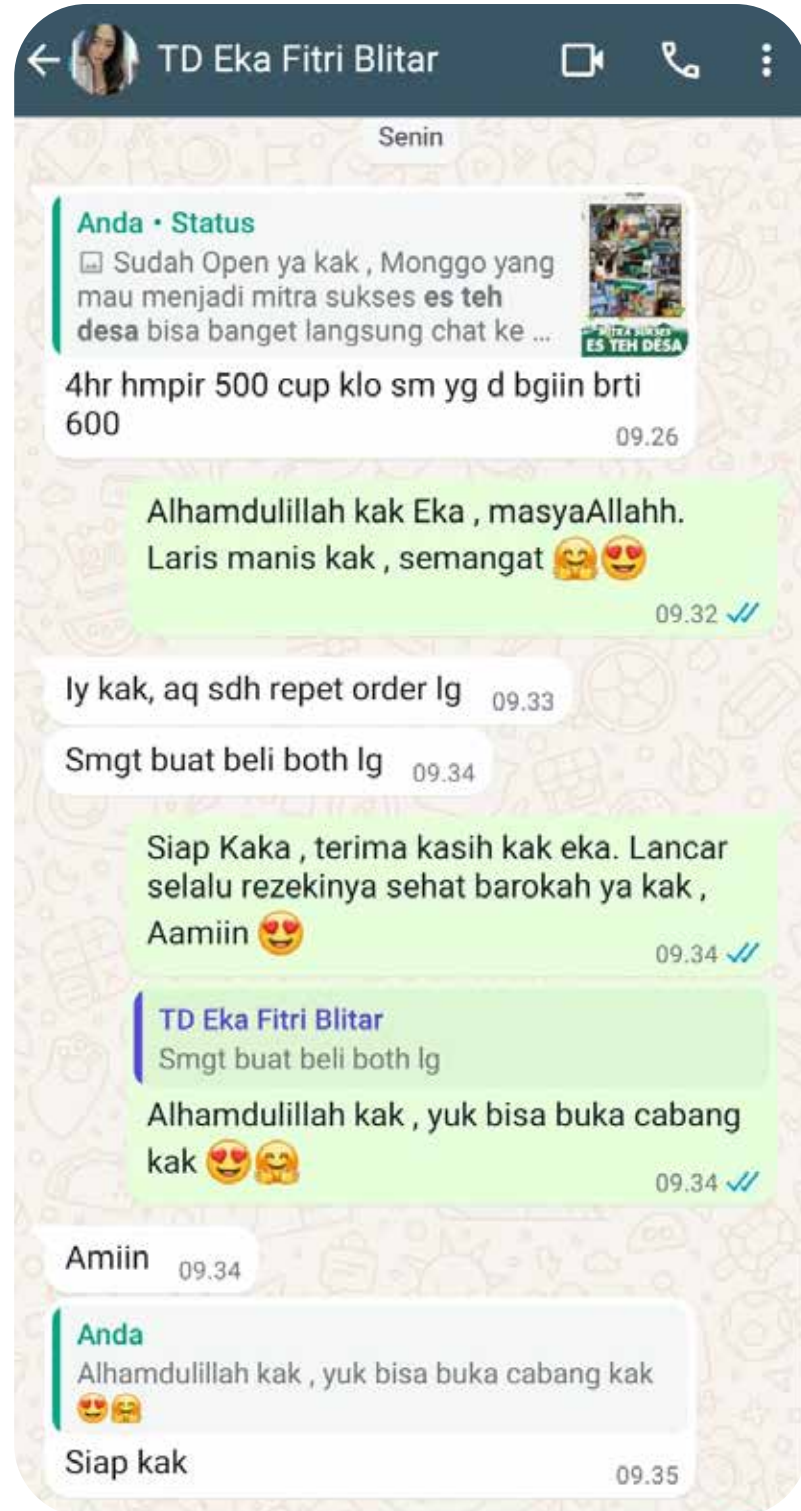 TD Eka Fitri Blitar
Senin
Anda • Status
Sudah Open ya kak , Monggo yang
mau menjadi mitra sukses es teh
desa bisa banget langsung chat ke ...
MITRA SUKSES
ES TEH DESA
4hr hmpir 500 cup klo sm yg d bgiin brti
600
09.26
Alhamdulillah kak Eka , masyaAllahh.
Laris manis kak , semangat 🤗😍
09.32
Iy kak, aq sdh repet order lg 09.33
Smgt buat beli both lg 09.34
Siap Kaka , terima kasih kak eka. Lancar
selalu rezekinya sehat barokah ya kak ,
Aamiin 😍
09.34
TD Eka Fitri Blitar
Smgt buat beli both lg
Alhamdulillah kak , yuk bisa buka cabang
kak 😍🤗
09.34
Amiin 09.34
Anda
Alhamdulillah kak , yuk bisa buka cabang kak
😍🤗
Siap kak
09.35